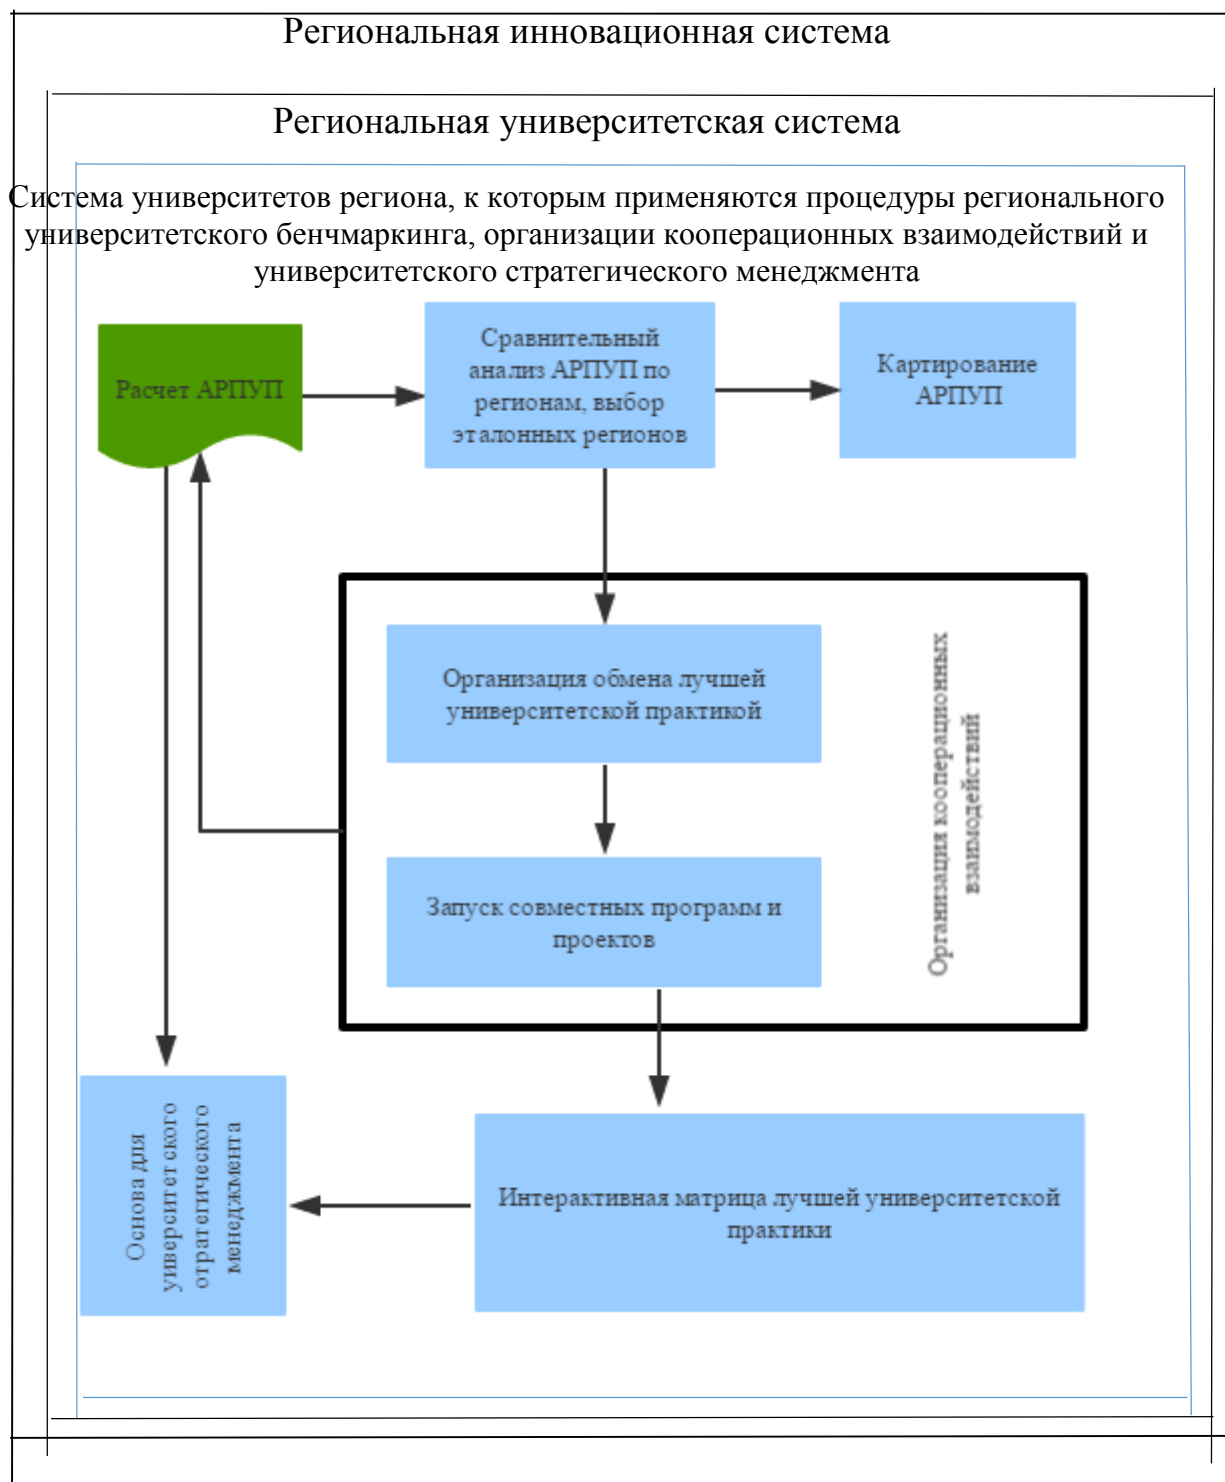 Региональная инновационная система
Региональная университетская система
Система университетов региона, к которым применяются процедуры регионального
университетского бенчмаркинга, организации кооперационных взаимодействий и
университетского стратегического менеджмента
Расчет АРПУП
Сравнительный
анализ АРПУП по
регионам, выбор
эталонных регионов
Картирование
АРПУП
Организация обмена лучшей
университетской практикой
Организация кооперационных
взаимодействий
Запуск совместных программ и
проектов
Основа для
уиверситетского
отратегического
менеджмента
Интерактивная матрица лучшей университетской
практики